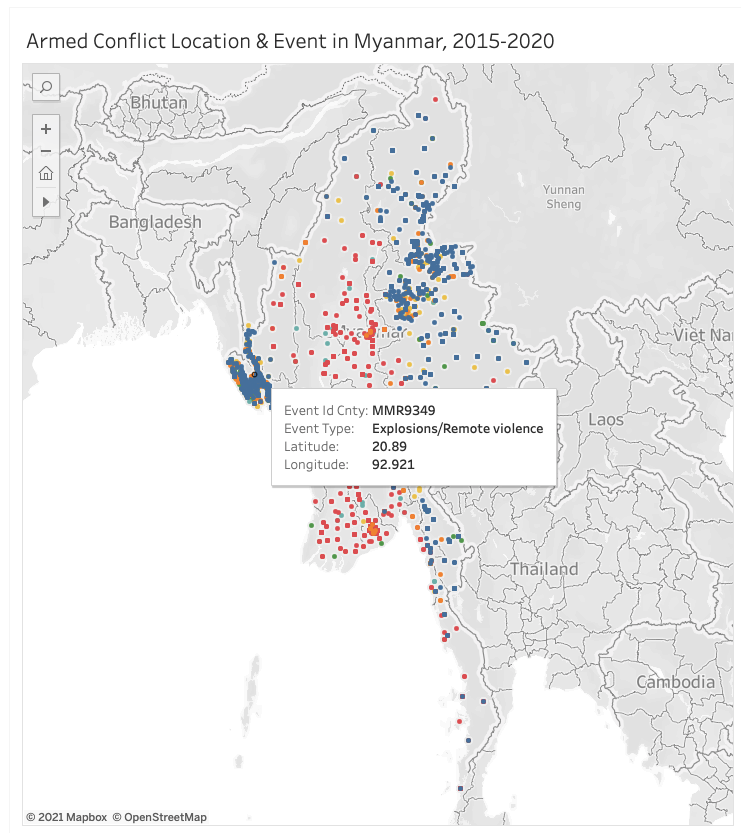 Armed Conflict Location & Event in Myanmar, 2015-2020
Bhutan
Yunnan
Sheng
Bangladesh
Viet Na
Laos
Event Id Cnty: MMR9349
Event Type: Explosions/Remote violence
Latitude: 20.89
Longitude: 92.921
Thailand
Cambodia
© 2021 Mapbox © OpenStreetMap